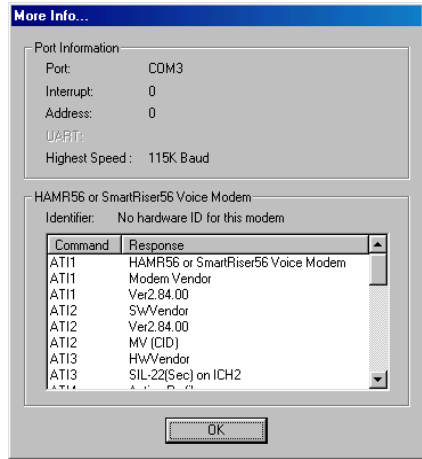 More Info...
Port Information
Port: COM3
Interrupt: 0
Address: 0
UART:
Highest Speed : 115K Baud
HAMR56 or SmartRiser56 Voice Modem
Identifier: No hardware ID for this modem
Command Response
ATI1 HAMR56 or SmartRiser56 Voice Modem
ATI1 Modem Vendor
ATI1 Ver2.84.00
ATI2 SWVendor
ATI2 Ver2.84.00
ATI2 MV (CID)
ATI3 HWVendor
ATI3 SIL-22(Sec) on ICH2
OK